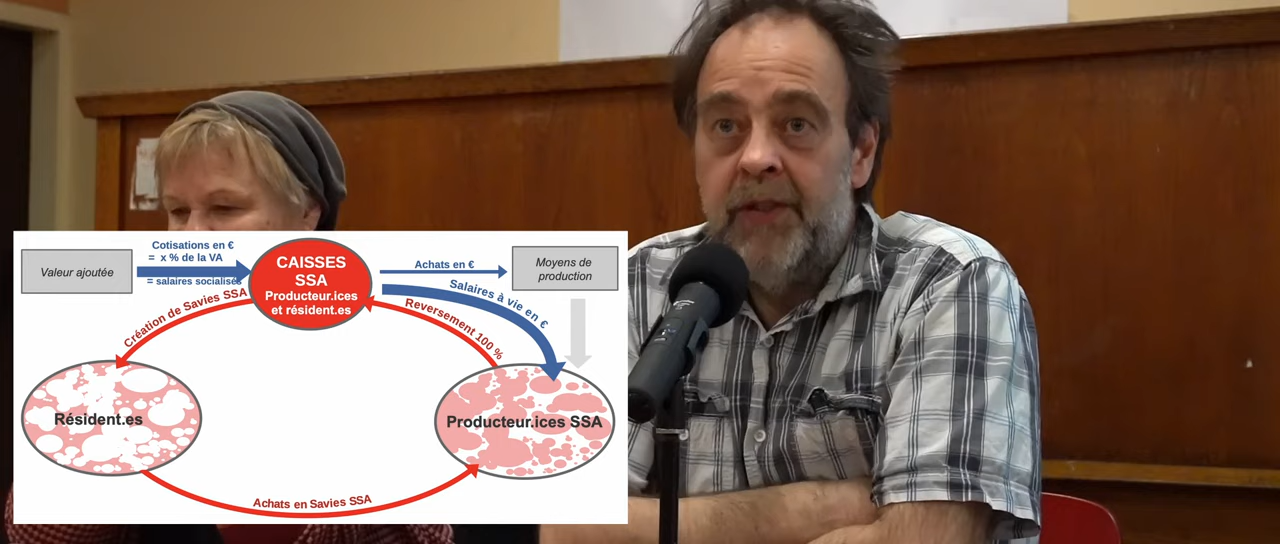 Valeur ajoutée
Cotisations en €
= x % de la VA
= salaires socialisés
CAISSES
SSA
Producteur.ices
et résident.es
Achats en €
Moyens de
production
Salaires à vie en €
Création de Savies SSA
Reversement 100 %
Résident.es
Producteur.ices SSA
Achats en Savies SSA